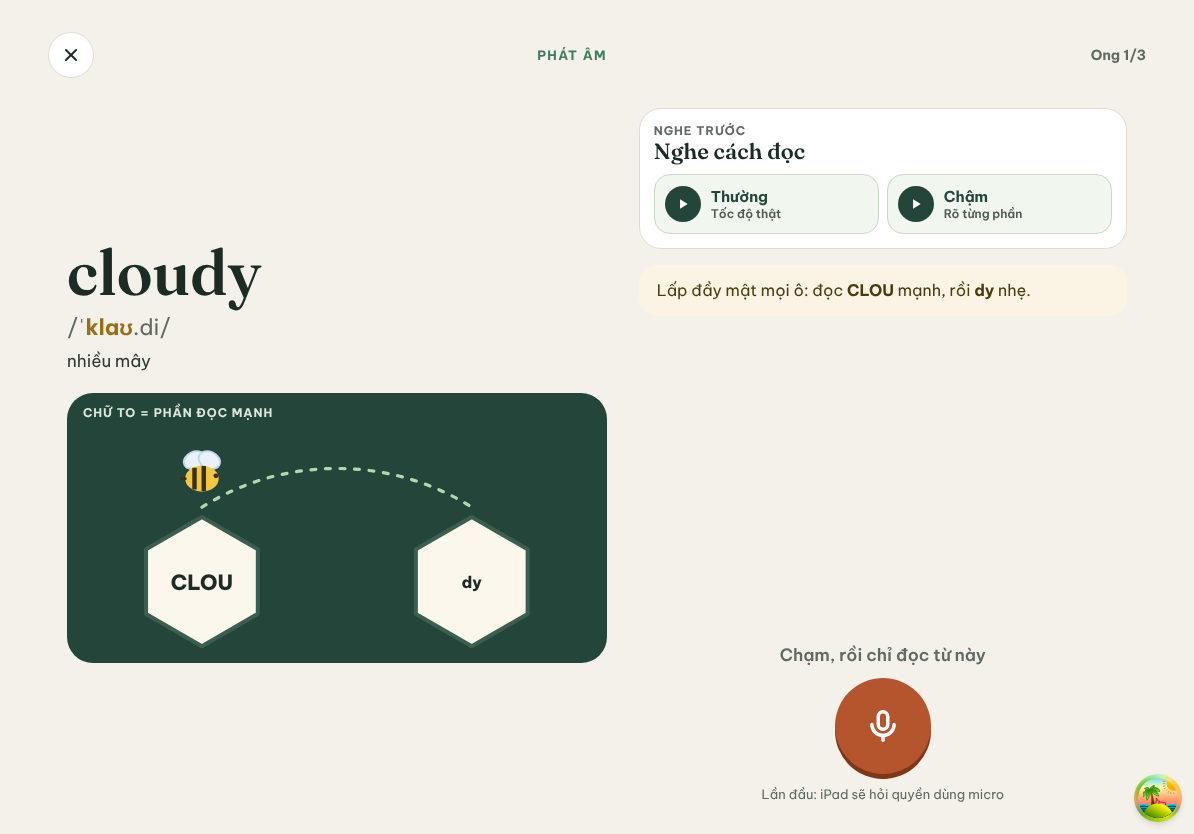 PHÁT ÂM
Ong 1/3
cloudy
/ˈklaʊ.di/
nhiều mây
CHỮ TO = PHẦN ĐỌC MẠNH
CLOU
dy
NGHE TRƯỚC
Nghe cách đọc
Thường
Tốc độ thật
Chậm
Rõ từng phần
Lấp đầy mật mọi ô: đọc CLOU mạnh, rồi dy nhẹ.
Chạm, rồi chỉ đọc từ này
Lần đầu: iPad sẽ hỏi quyền dùng micro